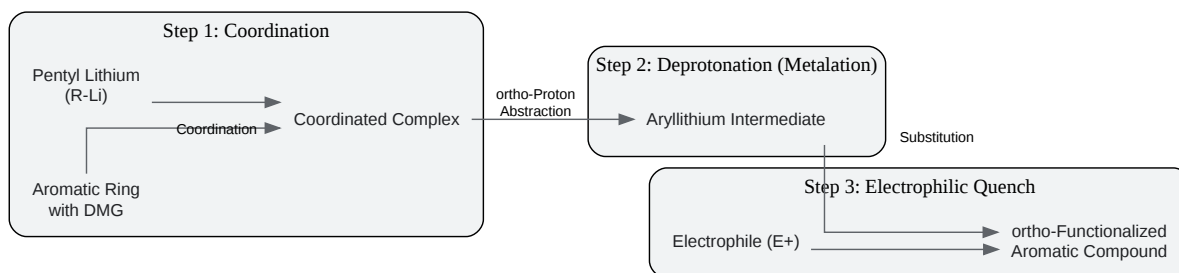 Step 1: Coordination
Pentyl Lithium
(R-Li)
Coordination
Coordinated Complex
Aromatic Ring
with DMG
ortho-Proton
Abstraction
Step 2: Deprotonation (Metalation)
Aryllithium Intermediate
Substitution
Step 3: Electrophilic Quench
Electrophile (E+)
ortho-Functionalized
Aromatic Compound